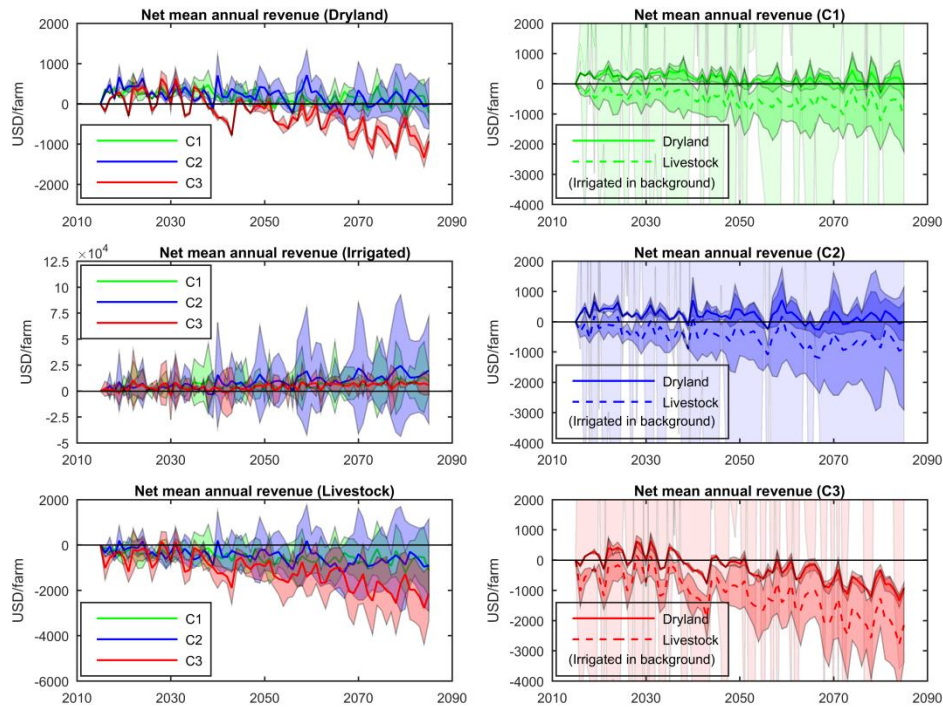 Net mean annual revenue (Dryland)
USD/farm
2000
1000
0
-1000
-2000
C1
C2
C3
2010 2030 2050 2070 2090
Net mean annual revenue (C1)
USD/farm
2000
1000
0
-1000
-2000
-3000
-4000
Dryland
Livestock
(Irrigated in background)
2010 2030 2050 2070 2090
Net mean annual revenue (Irrigated)
×10^4
USD/farm
12.5
10
7.5
5
2.5
0
-2.5
-5
C1
C2
C3
2010 2030 2050 2070 2090
Net mean annual revenue (C2)
USD/farm
2000
1000
0
-1000
-2000
-3000
-4000
Dryland
Livestock
(Irrigated in background)
2010 2030 2050 2070 2090
Net mean annual revenue (Livestock)
USD/farm
2000
0
-2000
-4000
-6000
C1
C2
C3
2010 2030 2050 2070 2090
Net mean annual revenue (C3)
USD/farm
2000
1000
0
-1000
-2000
-3000
-4000
Dryland
Livestock
(Irrigated in background)
2010 2030 2050 2070 2090